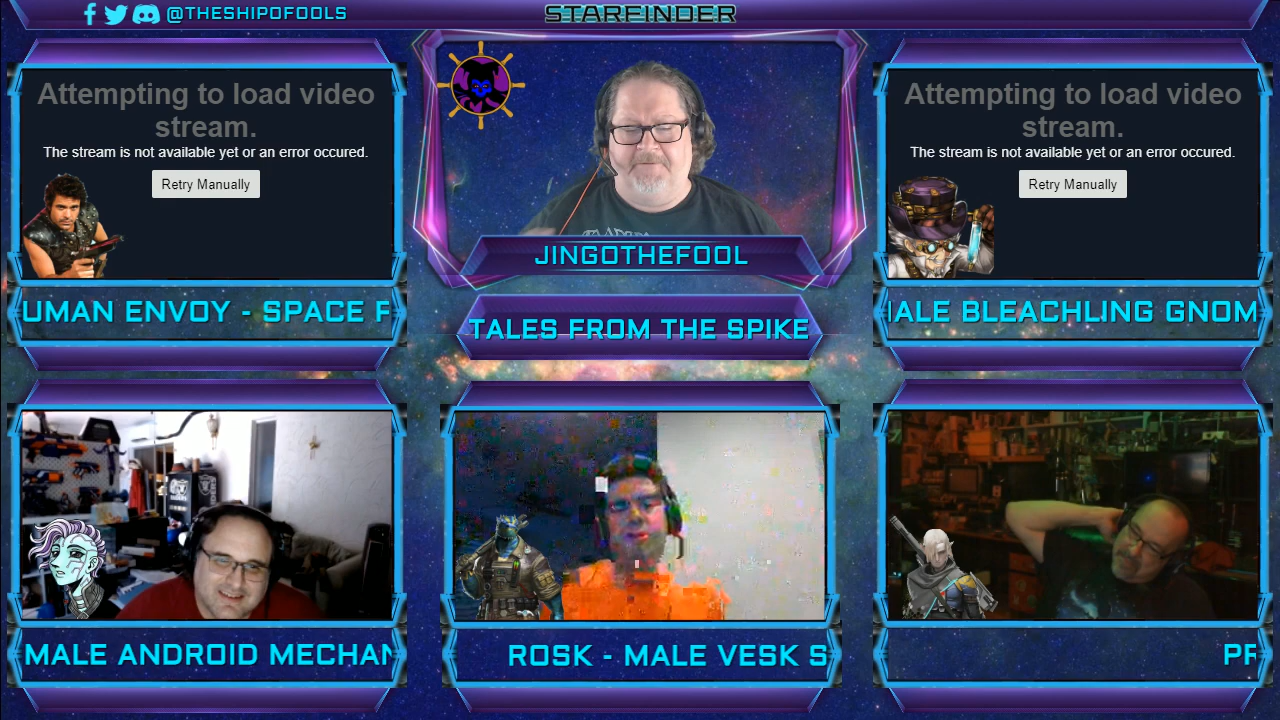 @THESHIPOFFOOLS
STARFINDER
Attempting to load video
stream.
The stream is not available yet or an error occured.
Retry Manually
JINGOTHEFOOL
Attempting to load video
stream.
The stream is not available yet or an error occured.
Retry Manually
UMAN ENVOY - SPACE
TALES FROM THE SPIKE
ALE BLEACHLING GNOM
MALE ANDROID MECHAN
ROSK - MALE VESK S
PR